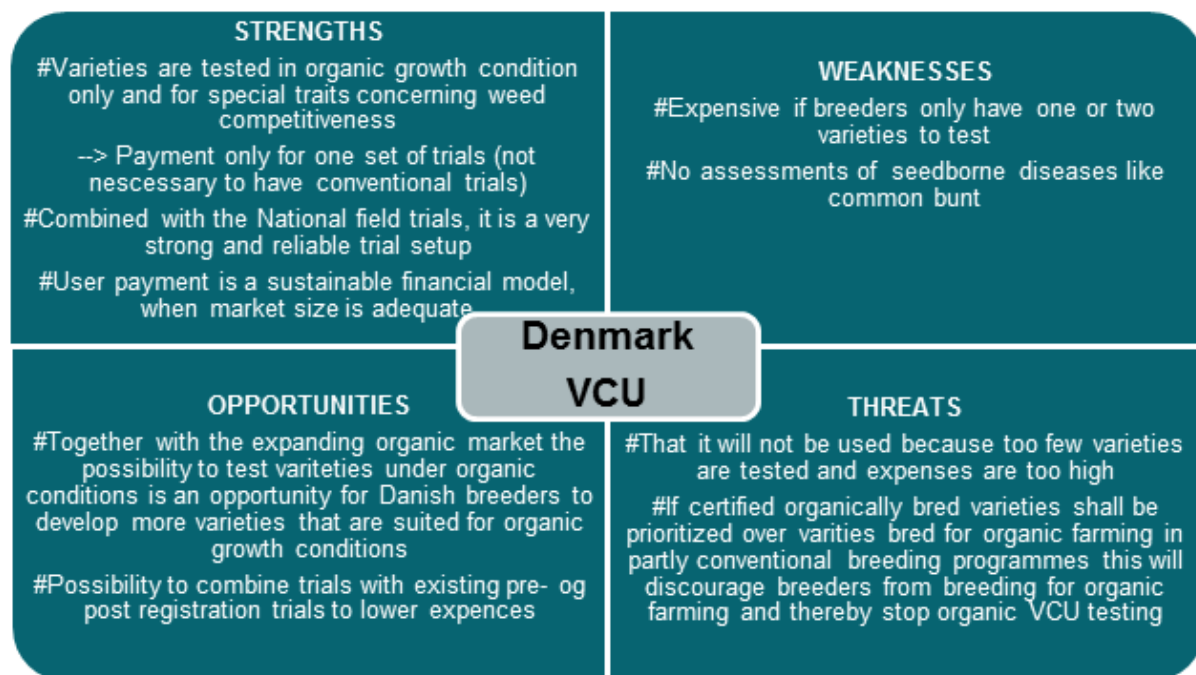 STRENGTHS
#Varieties are tested in organic growth condition
only and for special traits concerning weed
competitiveness
--> Payment only for one set of trials (not
nescessary to have conventional trials)
#Combined with the National field trials, it is a very
strong and reliable trial setup
#User payment is a sustainable financial model,
when market size is adequate
WEAKNESSES
#Expensive if breeders only have one or two
varieties to test
#No assessments of seedborne diseases like
common bunt
Denmark
VCU
OPPORTUNITIES
#Together with the expanding organic market the
possibility to test variteties under organic
conditions is an opportunity for Danish breeders to
develop more varieties that are suited for organic
growth conditions
#Possibility to combine trials with existing pre- og
post registration trials to lower expences
THREATS
#That it will not be used because too few varieties
are tested and expenses are too high
#If certified organically bred varieties shall be
prioritized over varities bred for organic farming in
partly conventional breeding programmes this will
discourage breeders from breeding for organic
farming and thereby stop organic VCU testing